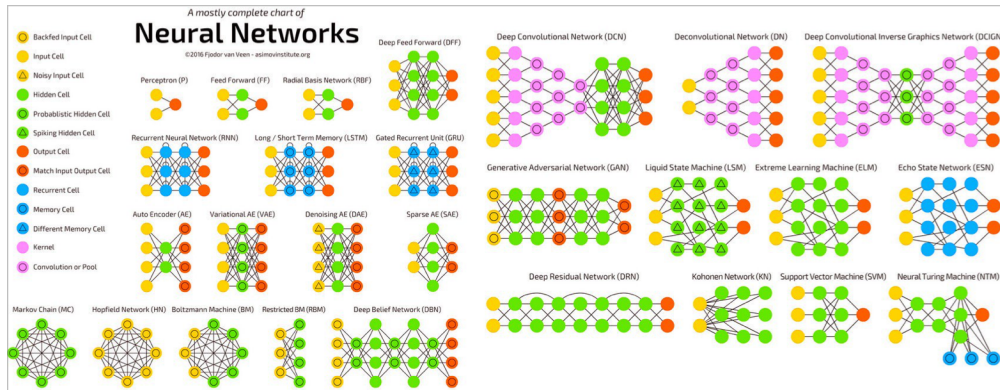 A mostly complete chart of
Neural Networks
©2016 Fjodor van Veen - asimovinstitute.org
Backfed Input Cell
Input Cell
Noisy Input Cell
Hidden Cell
Probablistic Hidden Cell
Spiking Hidden Cell
Output Cell
Match Input Output Cell
Recurrent Cell
Memory Cell
Different Memory Cell
Kernel
Convolution or Pool
Perceptron (P)
Feed Forward (FF)
Radial Basis Network (RBF)
Deep Feed Forward (DFF)
Recurrent Neural Network (RNN)
Long / Short Term Memory (LSTM)
Gated Recurrent Unit (GRU)
Auto Encoder (AE)
Variational AE (VAE)
Denoising AE (DAE)
Sparse AE (SAE)
Markov Chain (MC)
Hopfield Network (HN)
Boltzmann Machine (BM)
Restricted BM (RBM)
Deep Belief Network (DBN)
Deep Convolutional Network (DCN)
Deconvolutional Network (DN)
Deep Convolutional Inverse Graphics Network (DCIGN)
Generative Adversarial Network (GAN)
Liquid State Machine (LSM)
Extreme Learning Machine (ELM)
Echo State Network (ESN)
Deep Residual Network (DRN)
Kohonen Network (KN)
Support Vector Machine (SVM)
Neural Turing Machine (NTM)